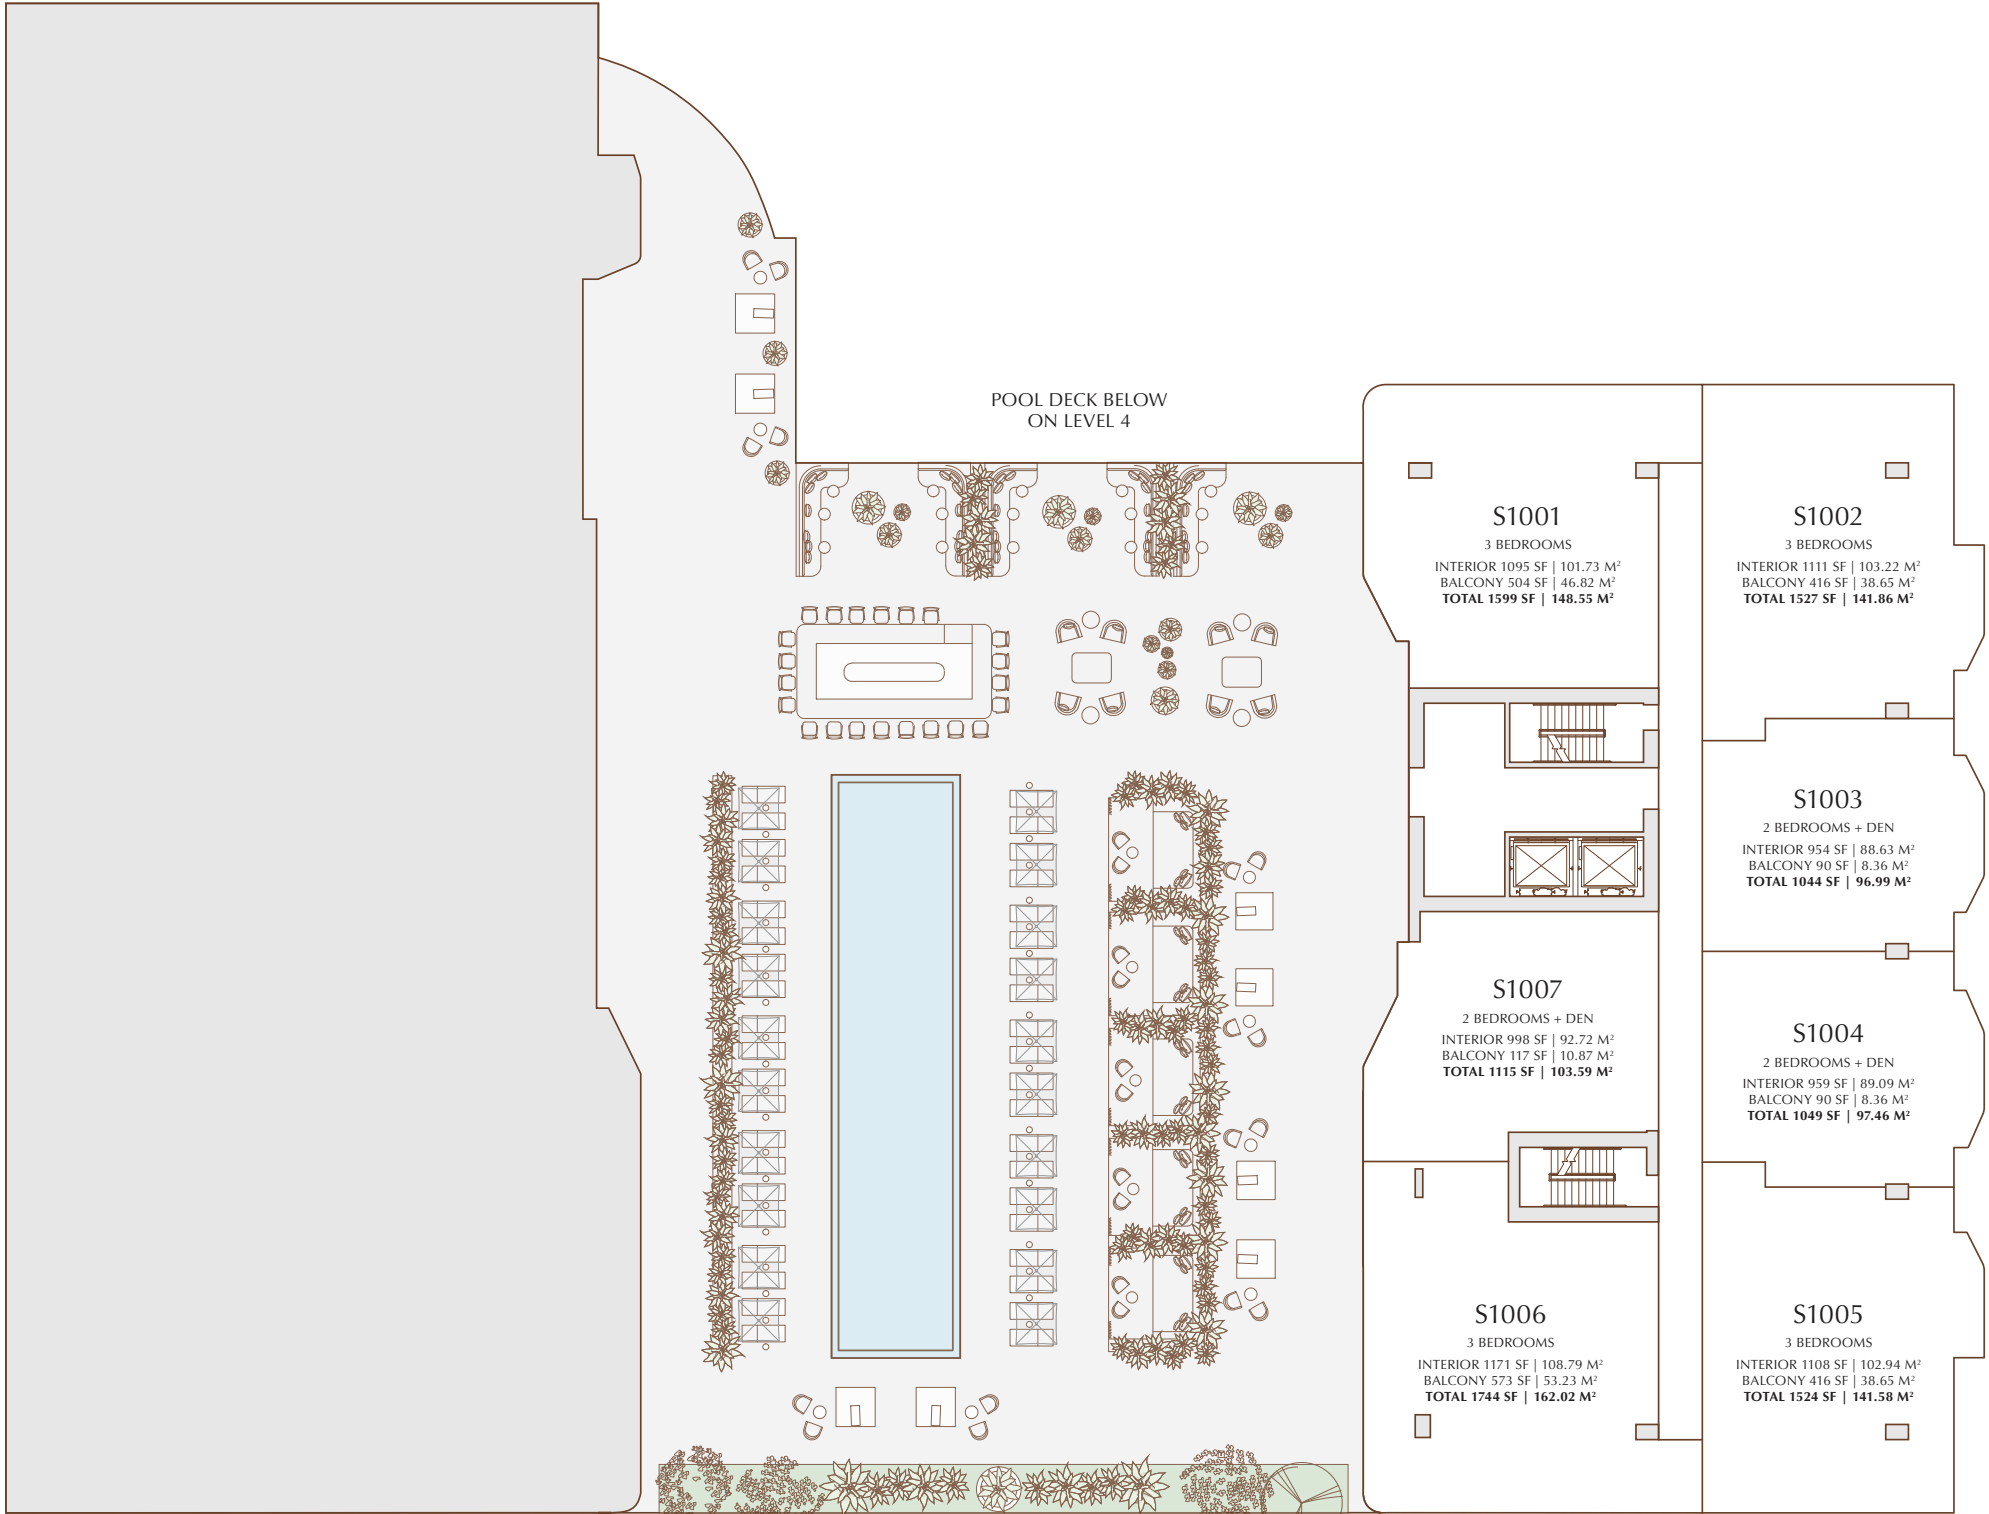 POOL DECK BELOW
ON LEVEL 4
S1001
3 BEDROOMS
INTERIOR 1095 SF | 101.73 M²
BALCONY 504 SF | 46.82 M²
TOTAL 1599 SF | 148.55 M²
S1002
3 BEDROOMS
INTERIOR 1111 SF | 103.22 M²
BALCONY 416 SF | 38.65 M²
TOTAL 1527 SF | 141.86 M²
S1003
2 BEDROOMS + DEN
INTERIOR 954 SF | 88.63 M²
BALCONY 90 SF | 8.36 M²
TOTAL 1044 SF | 96.99 M²
S1007
2 BEDROOMS + DEN
INTERIOR 998 SF | 92.72 M²
BALCONY 117 SF | 10.87 M²
TOTAL 1115 SF | 103.59 M²
S1004
2 BEDROOMS + DEN
INTERIOR 959 SF | 89.09 M²
BALCONY 90 SF | 8.36 M²
TOTAL 1049 SF | 97.46 M²
S1006
3 BEDROOMS
INTERIOR 1171 SF | 108.79 M²
BALCONY 573 SF | 53.23 M²
TOTAL 1744 SF | 162.02 M²
S1005
3 BEDROOMS
INTERIOR 1108 SF | 102.94 M²
BALCONY 416 SF | 38.65 M²
TOTAL 1524 SF | 141.58 M²